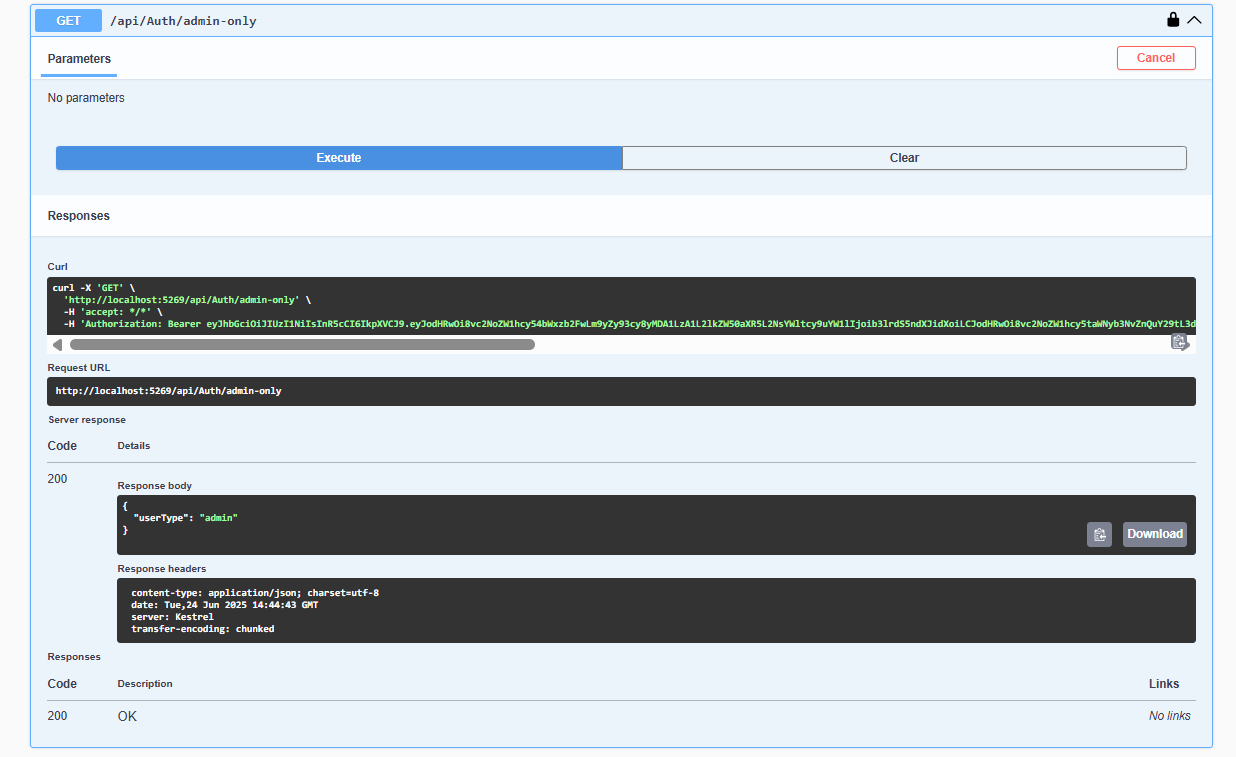 GET /api/Auth/admin-only
Parameters
Cancel
No parameters
Execute
Clear
Responses
Curl
curl -X 'GET' \
'http://localhost:5269/api/Auth/admin-only' \
-H 'accept: */*' \
-H 'Authorization: Bearer
Request URL
http://localhost:5269/api/Auth/admin-only
Server response
Code Details
200
Response body
{
"userType": "admin"
}
Download
Response headers
content-type: application/json; charset=utf-8
date: Tue,24 Jun 2025 14:44:43 GMT
server: Kestrel
transfer-encoding: chunked
Responses
Code Description Links
200 OK No links